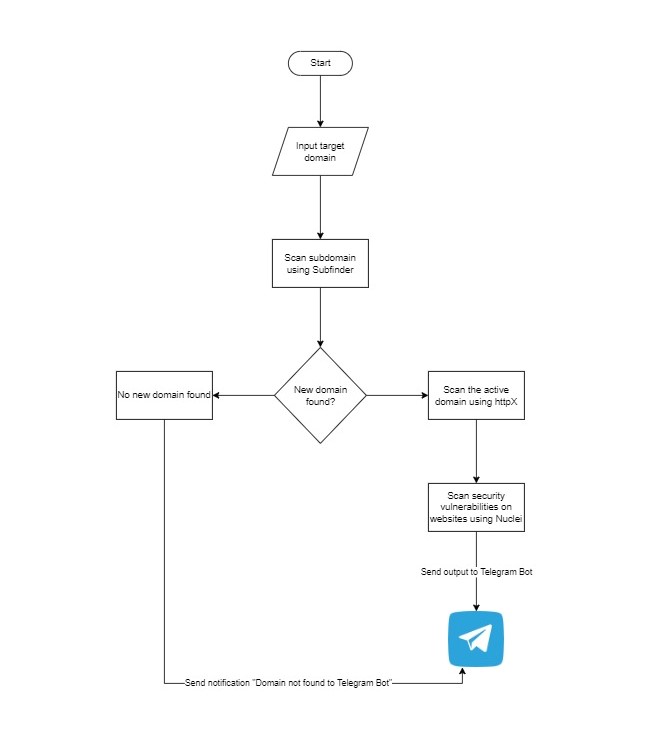 Start
Input target
domain
Scan subdomain
using Subfinder
New domain
found?
No new domain found
Scan the active
domain using httpX
Scan security
vulnerabilities on
websites using Nuclei
Send output to Telegram Bot
Send notification "Domain not found to Telegram Bot"